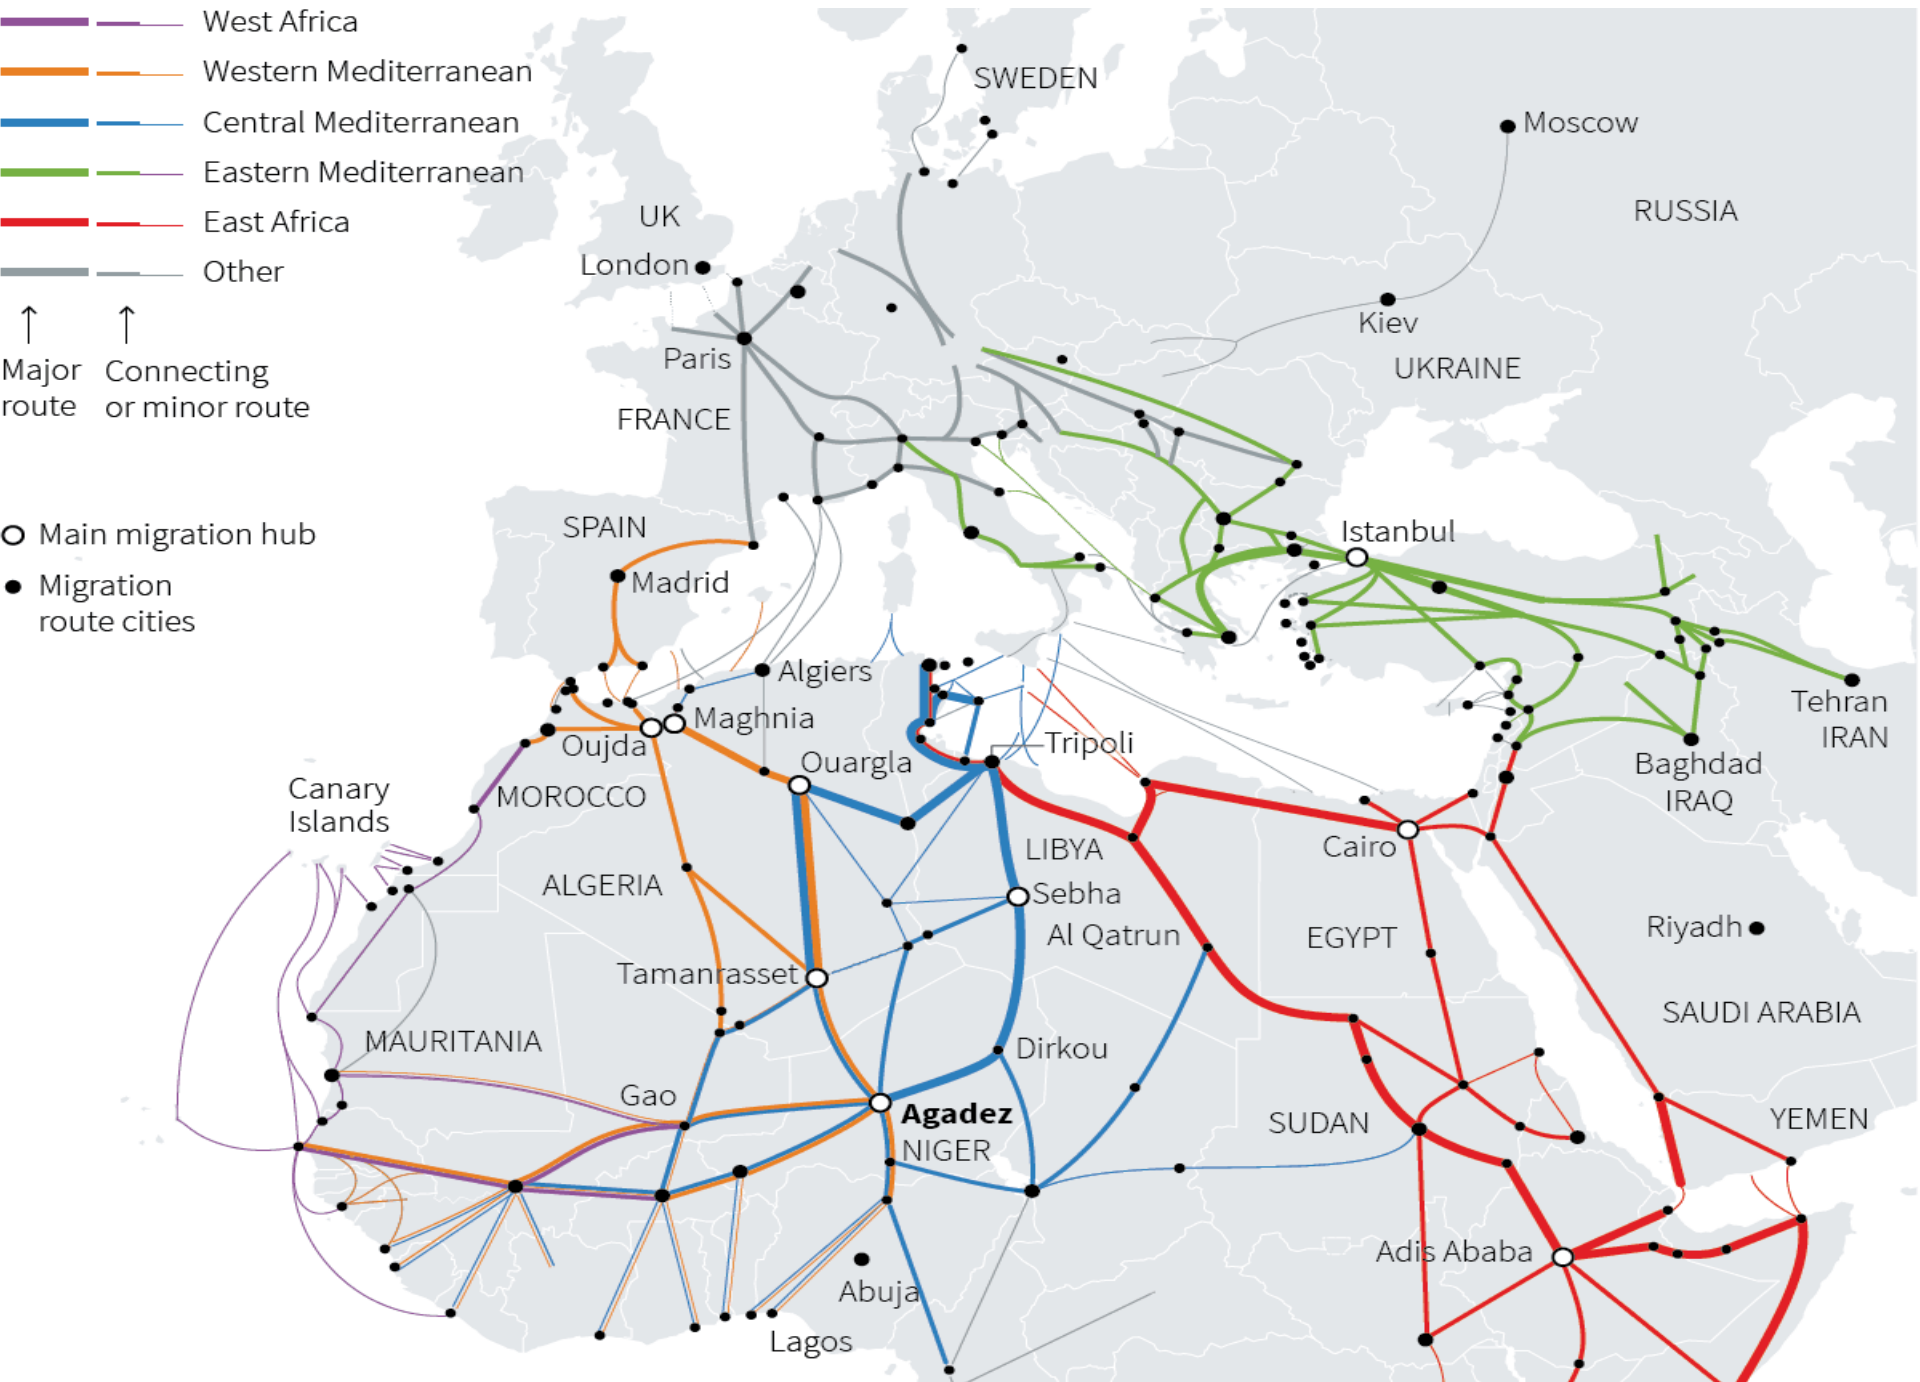 West Africa
Western Mediterranean
Central Mediterranean
Eastern Mediterranean
East Africa
Other
Major
route
Connecting
or minor route
Main migration hub
Migration
route cities
SWEDEN
Moscow
RUSSIA
UK
London
Kiev
UKRAINE
Paris
FRANCE
SPAIN
Madrid
Istanbul
Algiers
Maghnia
Oujda
Ouargla
Tripoli
Tehran
IRAN
Baghdad
IRAQ
Canary
Islands
MOROCCO
LIBYA
Cairo
ALGERIA
Sebha
Al Qatrun
EGYPT
Riyadh
Tamanrasset
SAUDI ARABIA
MAURITANIA
Dirkou
Gao
Agadez
NIGER
SUDAN
YEMEN
Adis Ababa
Abuja
Lagos